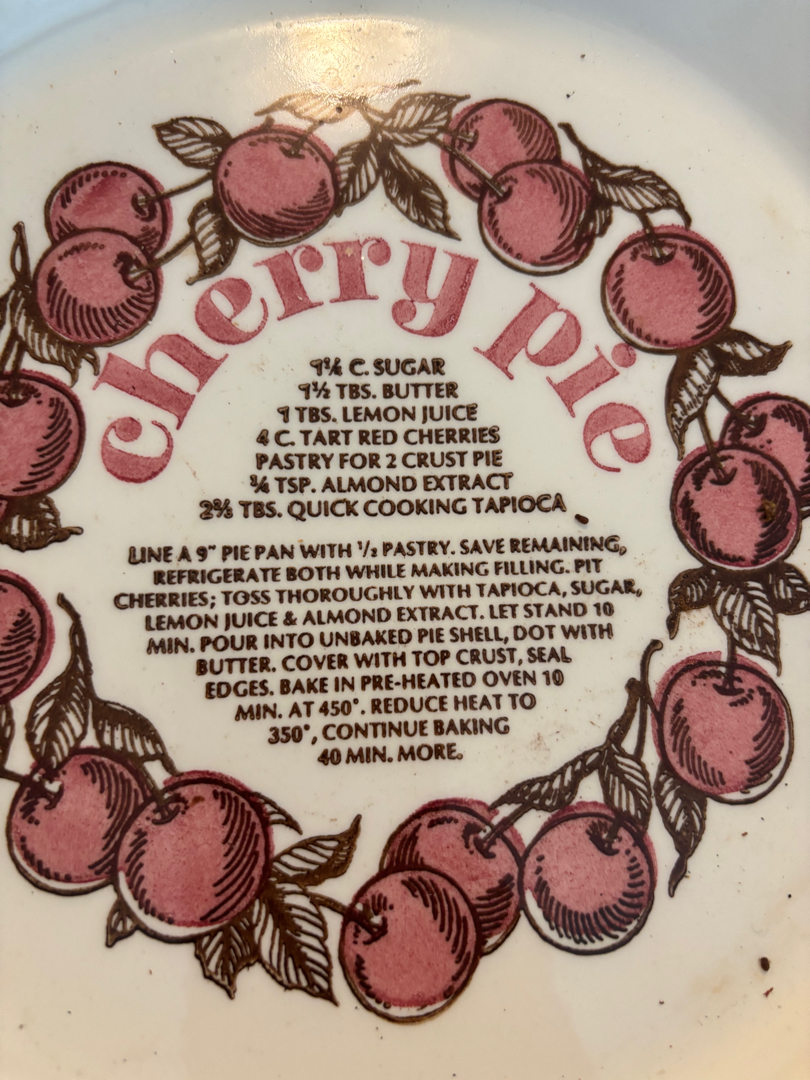 cherry pie
1¼ C. SUGAR
1½ TBS. BUTTER
1 TBS. LEMON JUICE
4 C. TART RED CHERRIES
PASTRY FOR 2 CRUST PIE
¼ TSP. ALMOND EXTRACT
TBS. QUICK COOKING TAPIOCA
LINE A 9" PIE PAN WITH ½ PASTRY. SAVE REMAINING,
REFRIGERATE BOTH WHILE MAKING FILLING. PIT
CHERRIES; TOSS THOROUGHLY WITH TAPIOCA, SUGAR,
LEMON JUICE & ALMOND EXTRACT. LET STAND 10
MIN. POUR INTO UNBAKED PIE SHELL, DOT WITH
BUTTER. COVER WITH TOP CRUST, SEAL
EDGES. BAKE IN PRE-HEATED OVEN 10
MIN. AT 450°. REDUCE HEAT TO
350°, CONTINUE BAKING
40 MIN. MORE.